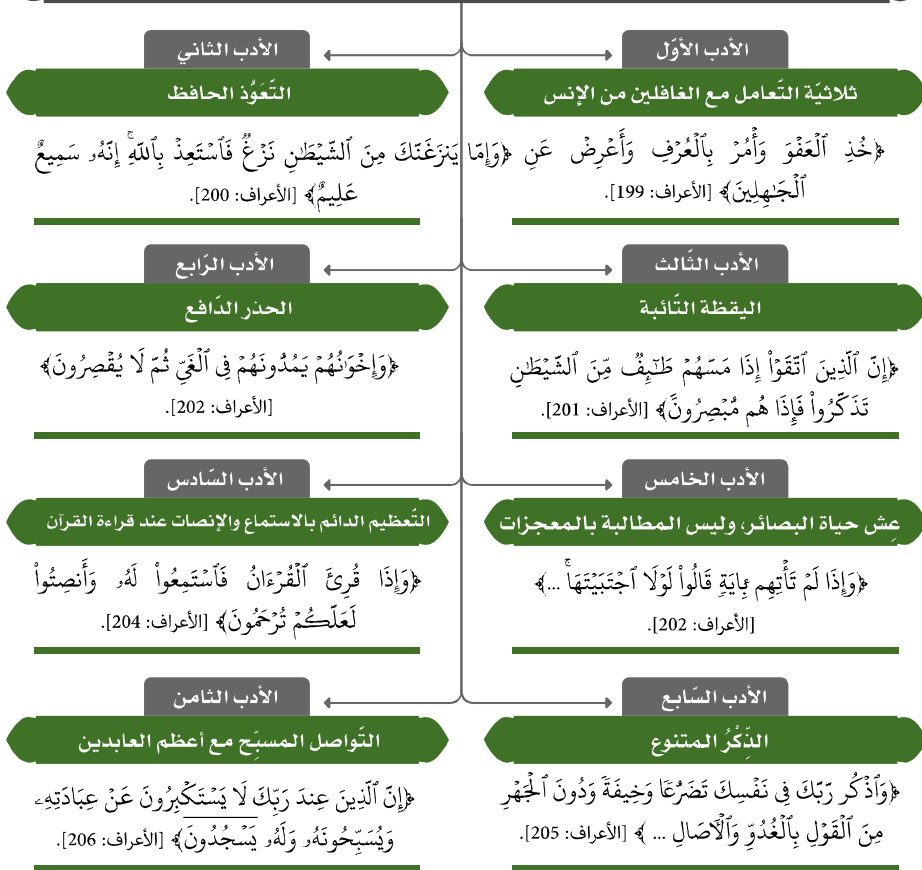 الأدب الأوّل
ثلاثيّة التّعامل مع الغافلين من الإنس
﴿خُذِ ٱلۡعَفۡوَ وَأۡمُرۡ بِٱلۡعُرۡفِ وَأَعۡرِضۡ عَنِ
ٱلۡجَٰهِلِينَ﴾ [الأعراف: 199].
الأدب الثاني
التّعَوُّذ الحافظ
﴿وَإِمَّا يَنزَغَنَّكَ مِنَ ٱلشَّيۡطَٰنِ نَزۡغٞ فَٱسۡتَعِذۡ بِٱللَّهِۚ إِنَّهُۥ سَمِيعٌ
عَلِيمٌ﴾ [الأعراف: 200].
الأدب الثّالث
اليقظة التّائبة
﴿إِنَّ ٱلَّذِينَ ٱتَّقَوۡاْ إِذَا مَسَّهُمۡ طَٰٓئِفٞ مِّنَ ٱلشَّيۡطَٰنِ
تَذَكَّرُواْ فَإِذَا هُم مُّبۡصِرُونَ﴾ [الأعراف: 201].
الأدب الرّابع
الحذر الدّافع
﴿وَإِخۡوَٰنُهُمۡ يَمُدُّونَهُمۡ فِي ٱلۡغَيِّ ثُمَّ لَا يُقۡصِرُونَ﴾
[الأعراف: 202].
الأدب الخامس
عِش حياة البصائر، وليس المطالبة بالمعجزات
﴿وَإِذَا لَمۡ تَأۡتِهِم بِـَٔايَةٖ قَالُواْ لَوۡلَا ٱجۡتَبَيۡتَهَاۚ ...﴾
[الأعراف: 202].
الأدب السّادس
التّعظيم الدائم بالاستماع والإنصات عند قراءة القرآن
﴿وَإِذَا قُرِئَ ٱلۡقُرۡءَانُ فَٱسۡتَمِعُواْ لَهُۥ وَأَنصِتُواْ
لَعَلَّكُمۡ تُرۡحَمُونَ﴾ [الأعراف: 204].
الأدب السّابع
الذِّكْرُ المتنوع
﴿وَٱذۡكُر رَّبَّكَ فِي نَفۡسِكَ تَضَرُّعٗا وَخِيفَةٗ وَدُونَ ٱلۡجَهۡرِ
مِنَ ٱلۡقَوۡلِ بِٱلۡغُدُوِّ وَٱلۡأٓصَالِ ... ﴾ [الأعراف: 205].
الأدب الثامن
التّواصل المسبّح مع أعظم العابدين
﴿إِنَّ ٱلَّذِينَ عِندَ رَبِّكَ لَا يَسۡتَكۡبِرُونَ عَنۡ عِبَادَتِهِۦ
وَيُسَبِّحُونَهُۥ وَلَهُۥ يَسۡجُدُونَ﴾ [الأعراف: 206].